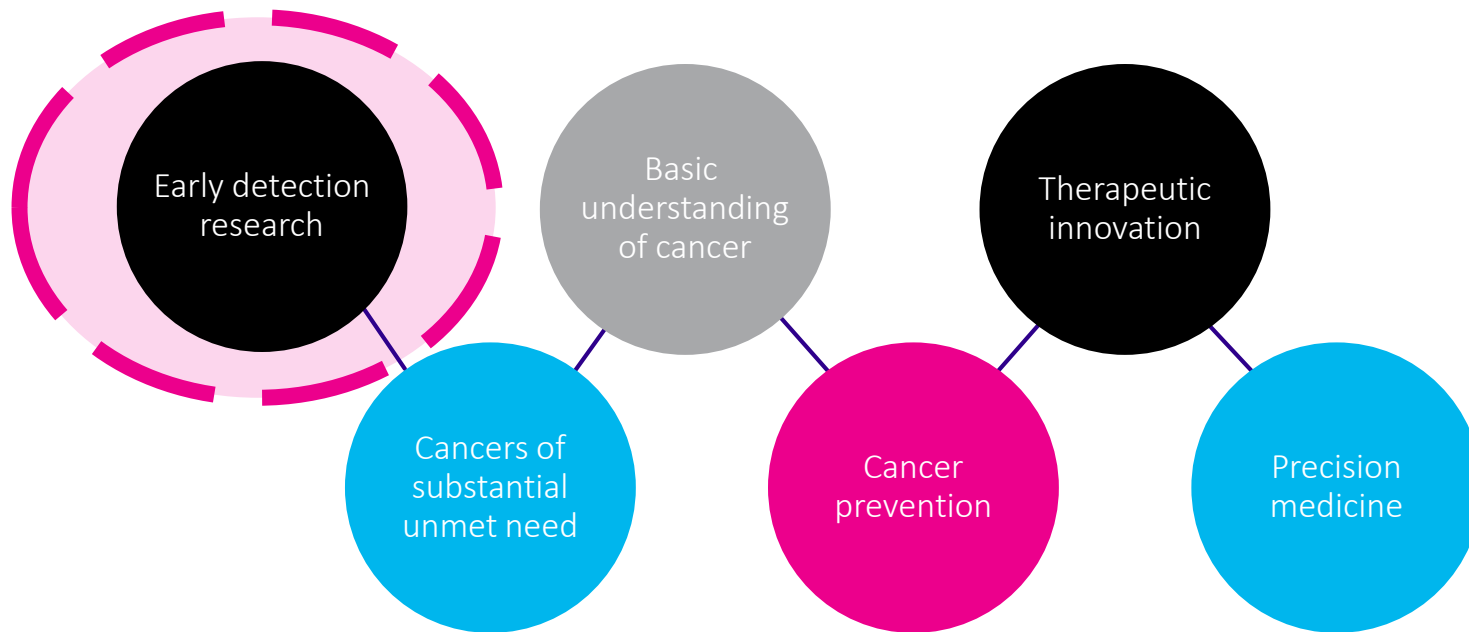 Early detection
research
Basic
understanding
of cancer
Therapeutic
innovation
Cancers of
substantial
unmet need
Cancer
prevention
Precision
medicine